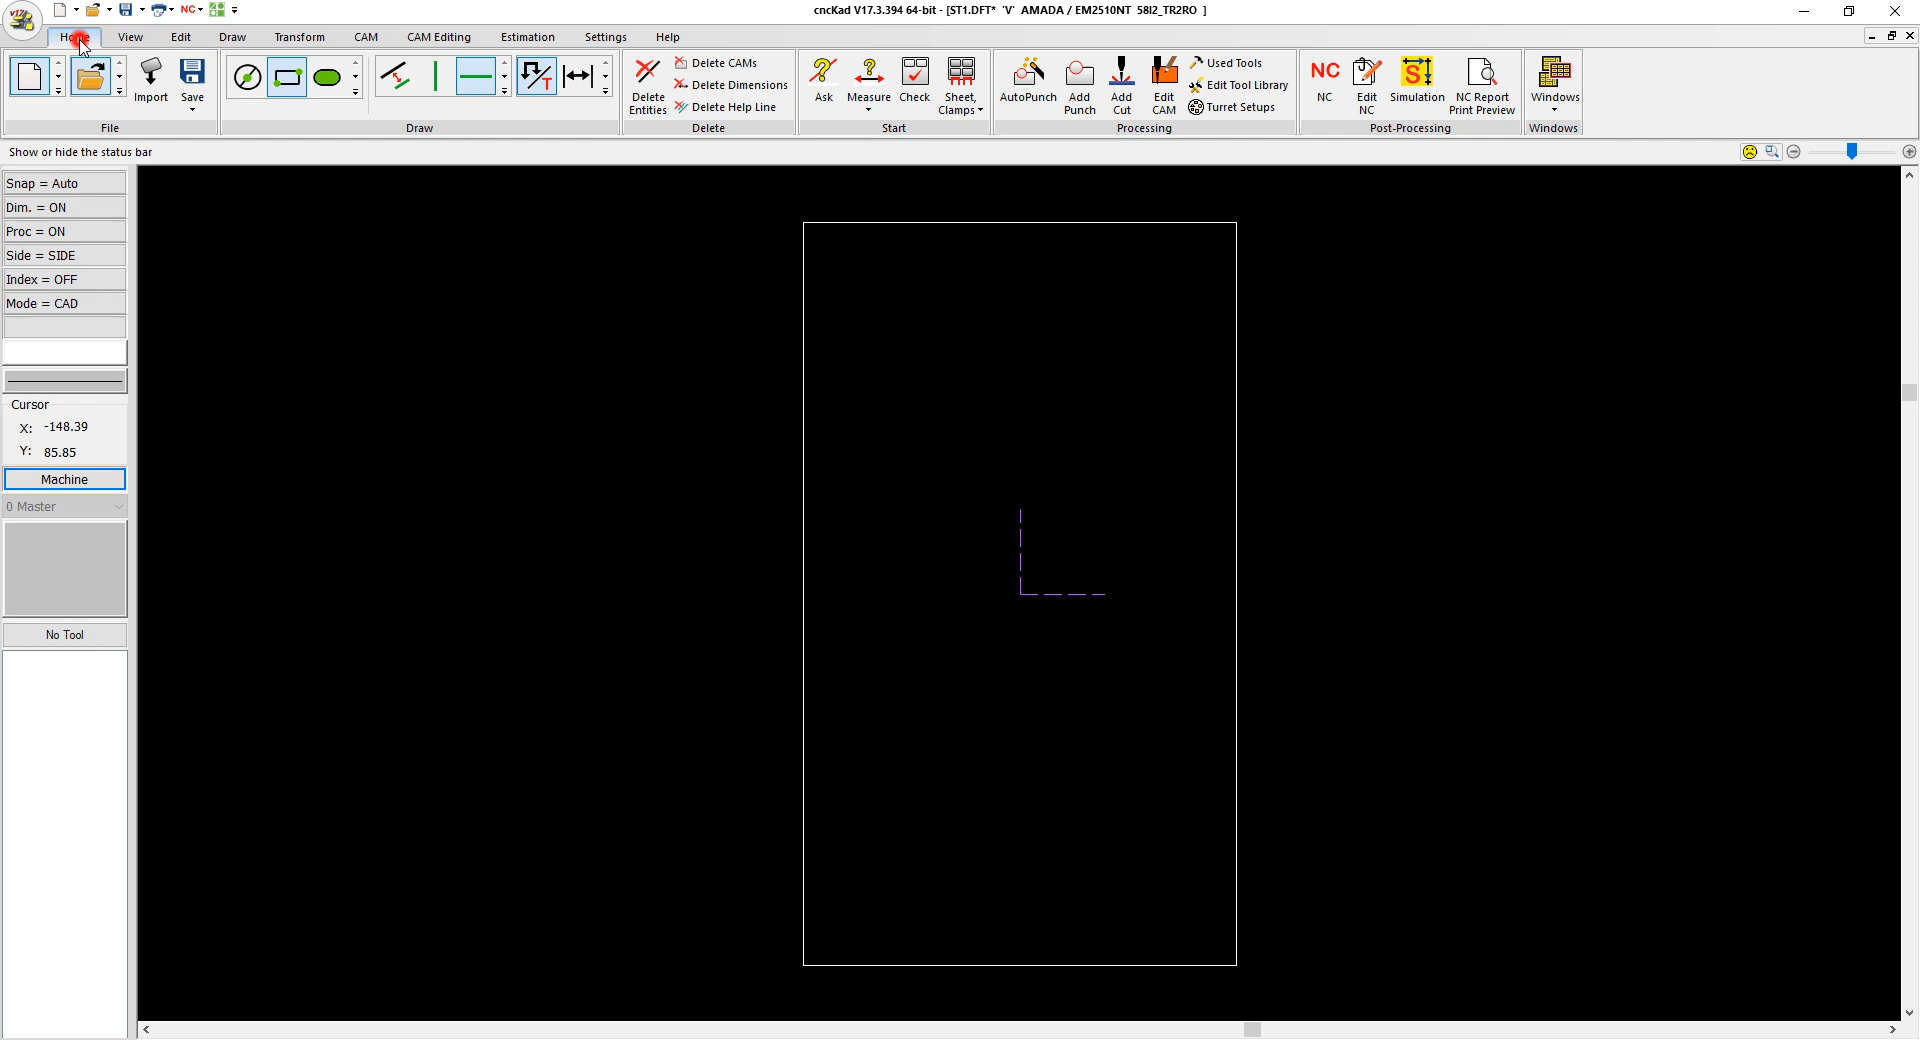 cncKad V17.3.394 64-bit - [ST1.DFT* 'V' AMADA / EM2510NT 58I2_TR2RO ]
v17
NC
Home View Edit Draw Transform CAM CAM Editing Estimation Settings Help
Import
Save
File
T
Draw
Delete
Entities
Delete CAMs
Delete Dimensions
Delete Help Line
Delete
Ask
Measure
Check
Sheet,
Clamps
Start
AutoPunch
Add
Punch
Add
Cut
Edit
CAM
Used Tools
Edit Tool Library
Turret Setups
Processing
NC
NC
Edit
NC
Simulation
NC Report
Print Preview
Post-Processing
Windows
Windows
Show or hide the status bar
Snap = Auto
Dim. = ON
Proc = ON
Side = SIDE
Index = OFF
Mode = CAD
Cursor
X: -148.39
Y: 85.85
Machine
0 Master
No Tool